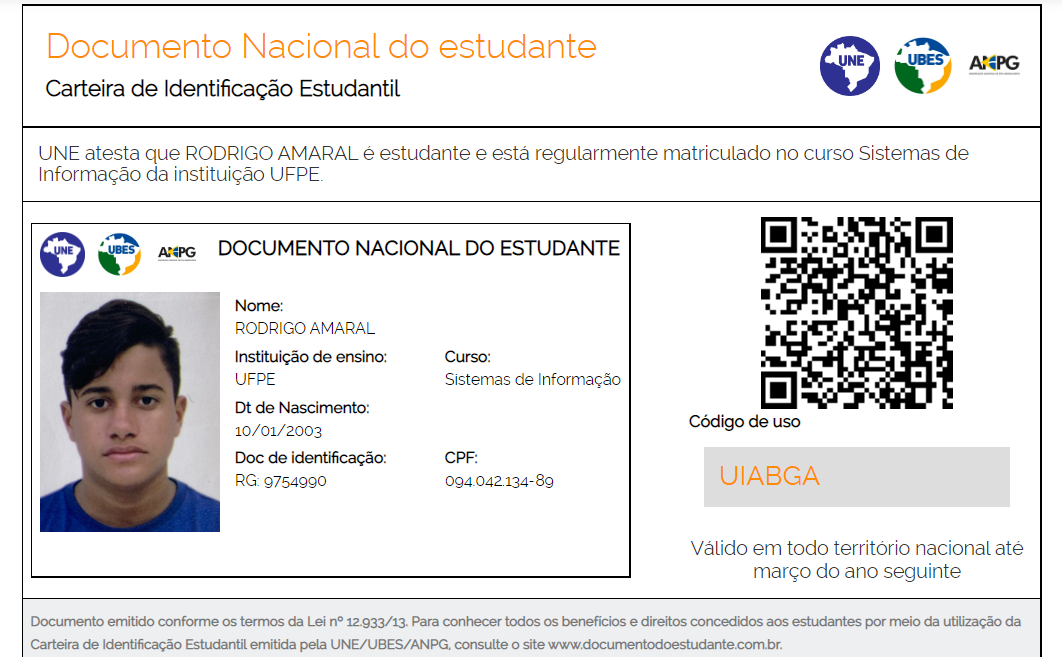 Documento Nacional do estudante
Carteira de Identificação Estudantil
UNE
UBES
ANPG
UNE atesta que RODRIGO AMARAL é estudante e está regularmente matriculado no curso Sistemas de
Informação da instituição UFPE.
UNE
UBES
ANPG
DOCUMENTO NACIONAL DO ESTUDANTE
Nome:
RODRIGO AMARAL
Instituição de ensino:
UFPE
Curso:
Sistemas de Informação
Dt de Nascimento:
10/01/2003
Doc de identificação:
RG: 9754990
CPF:
094.042.134-89
Código de uso
UIABGA
Válido em todo território nacional até
março do ano seguinte
Documento emitido conforme os termos da Lei nº 12.933/13. Para conhecer todos os benefícios e direitos concedidos aos estudantes por meio da utilização da
Carteira de Identificação Estudantil emitida pela UNE/UBES/ANPG, consulte o site www.documentodoestudante.com.br.